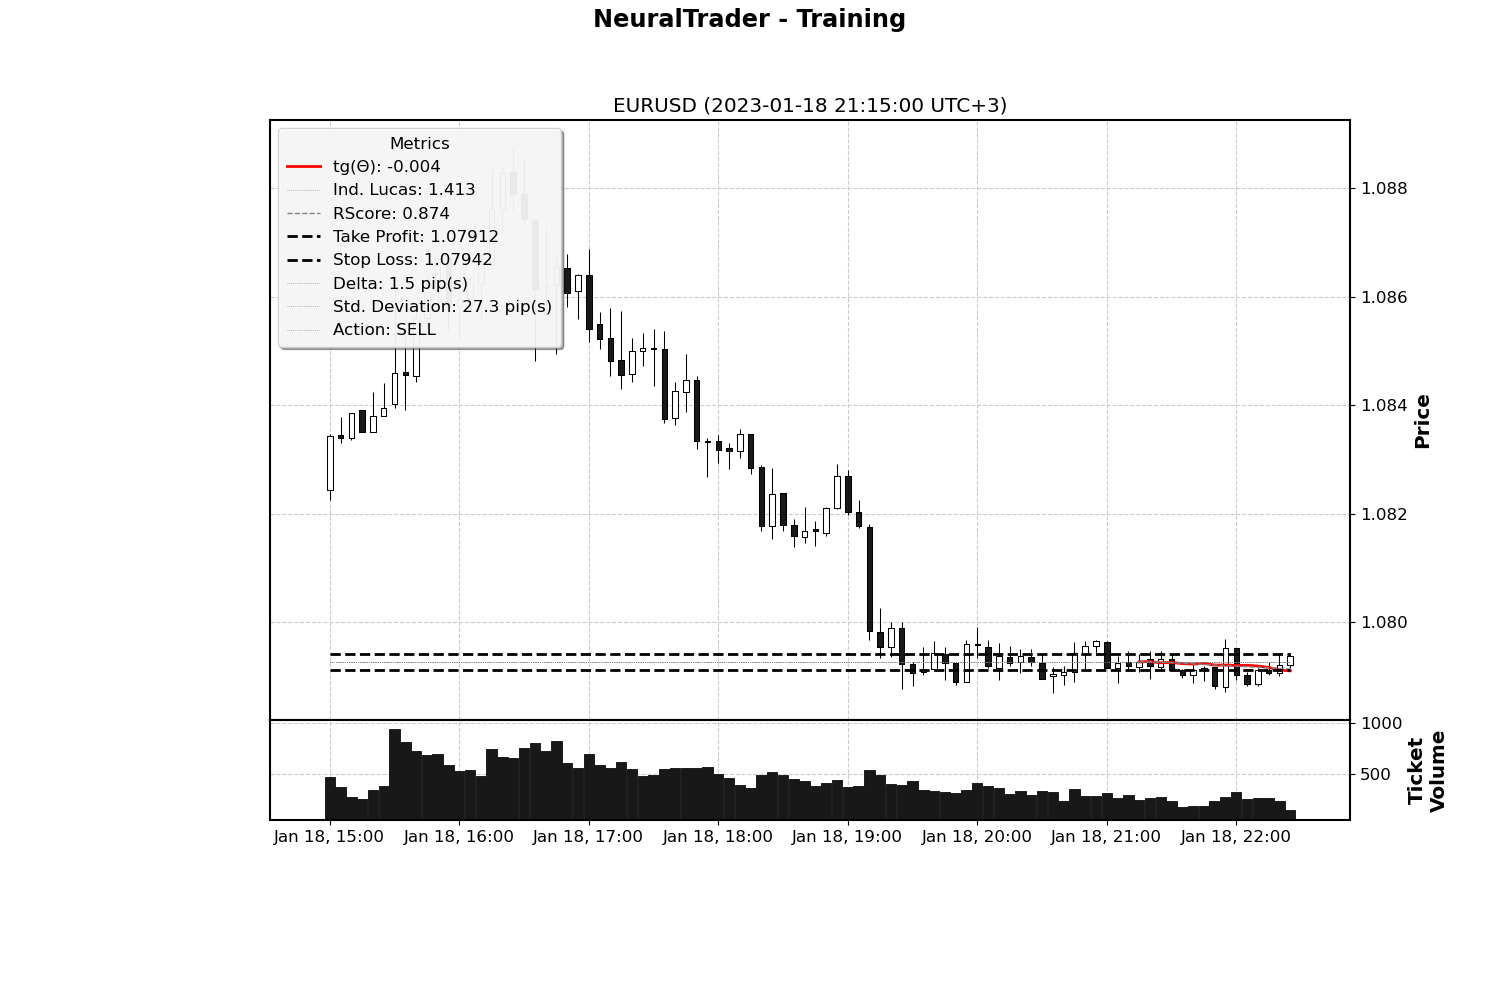 NeuralTrader - Training
EURUSD (2023-01-18 21:15:00 UTC+3)
Metrics
tg(Θ): -0.004
Ind. Lucas: 1.413
RScore: 0.874
Take Profit: 1.07912
Stop Loss: 1.07942
Delta: 1.5 pip(s)
Std. Deviation: 27.3 pip(s)
Action: SELL
1.088
1.086
1.084
1.082
1.080
Price
1000
500
Ticket
Volume
Jan 18, 15:00
Jan 18, 16:00
Jan 18, 17:00
Jan 18, 18:00
Jan 18, 19:00
Jan 18, 20:00
Jan 18, 21:00
Jan 18, 22:00